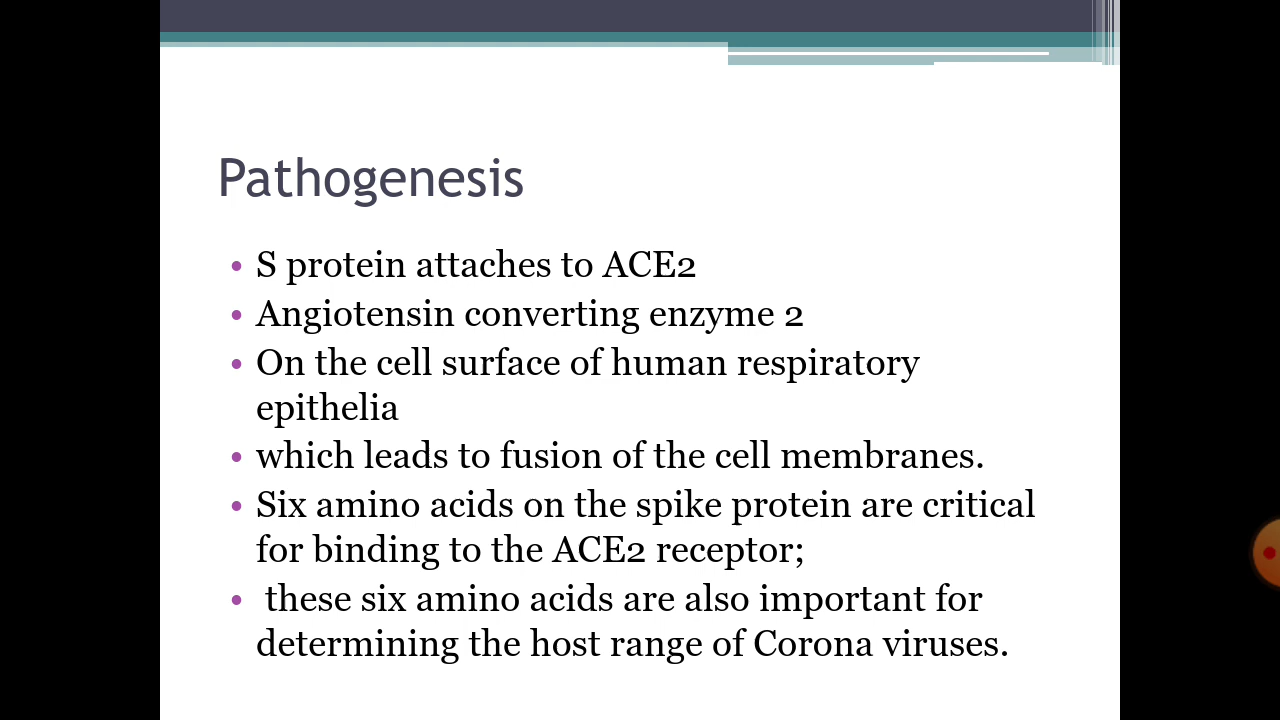 Pathogenesis
• S protein attaches to ACE2
• Angiotensin converting enzyme 2
• On the cell surface of human respiratory
epithelia
• which leads to fusion of the cell membranes.
• Six amino acids on the spike protein are critical
for binding to the ACE2 receptor;
• these six amino acids are also important for
determining the host range of Corona viruses.